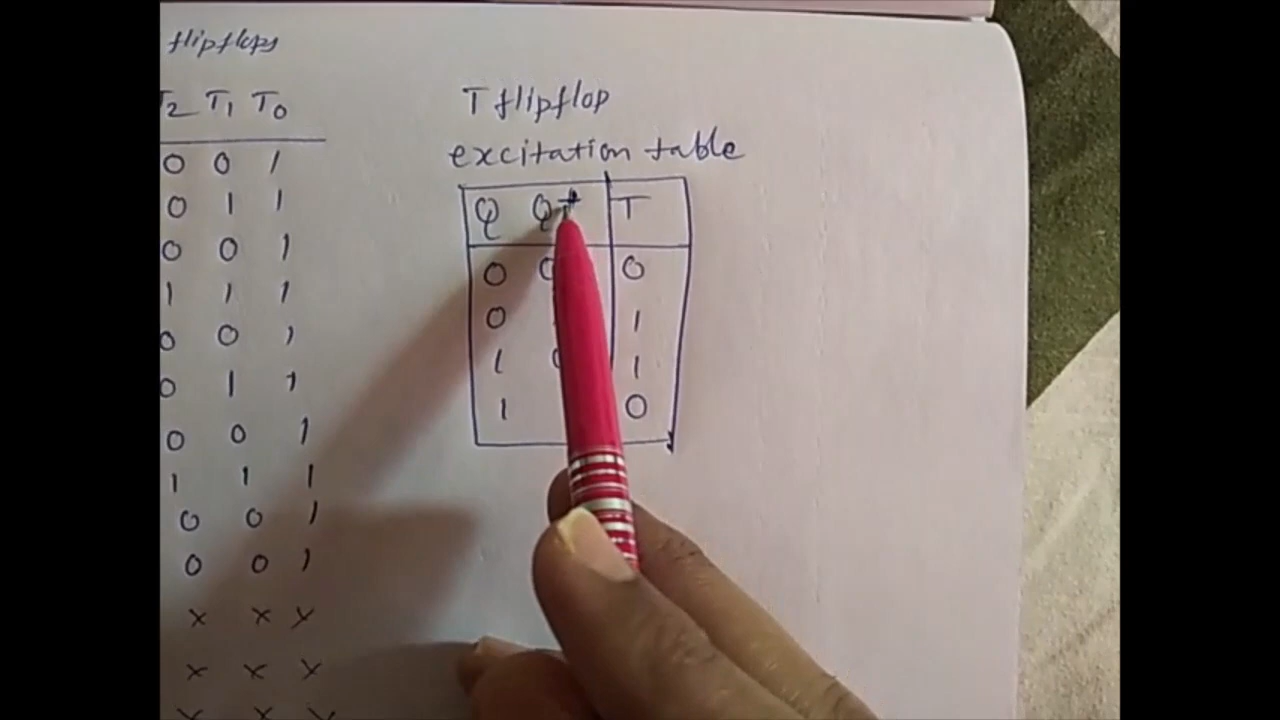 flipflops
T2 T1 T0
0 0 1
0 1 1
0 0 1
1 1 1
0 0 1
0 1 1
0 0 1
1 1 1
0 0 1
0 0 1
x x x
x x x
x x x
T flipflop
excitation table
Q Q+ T
0 0 0
0 1
1 0 1
1 0